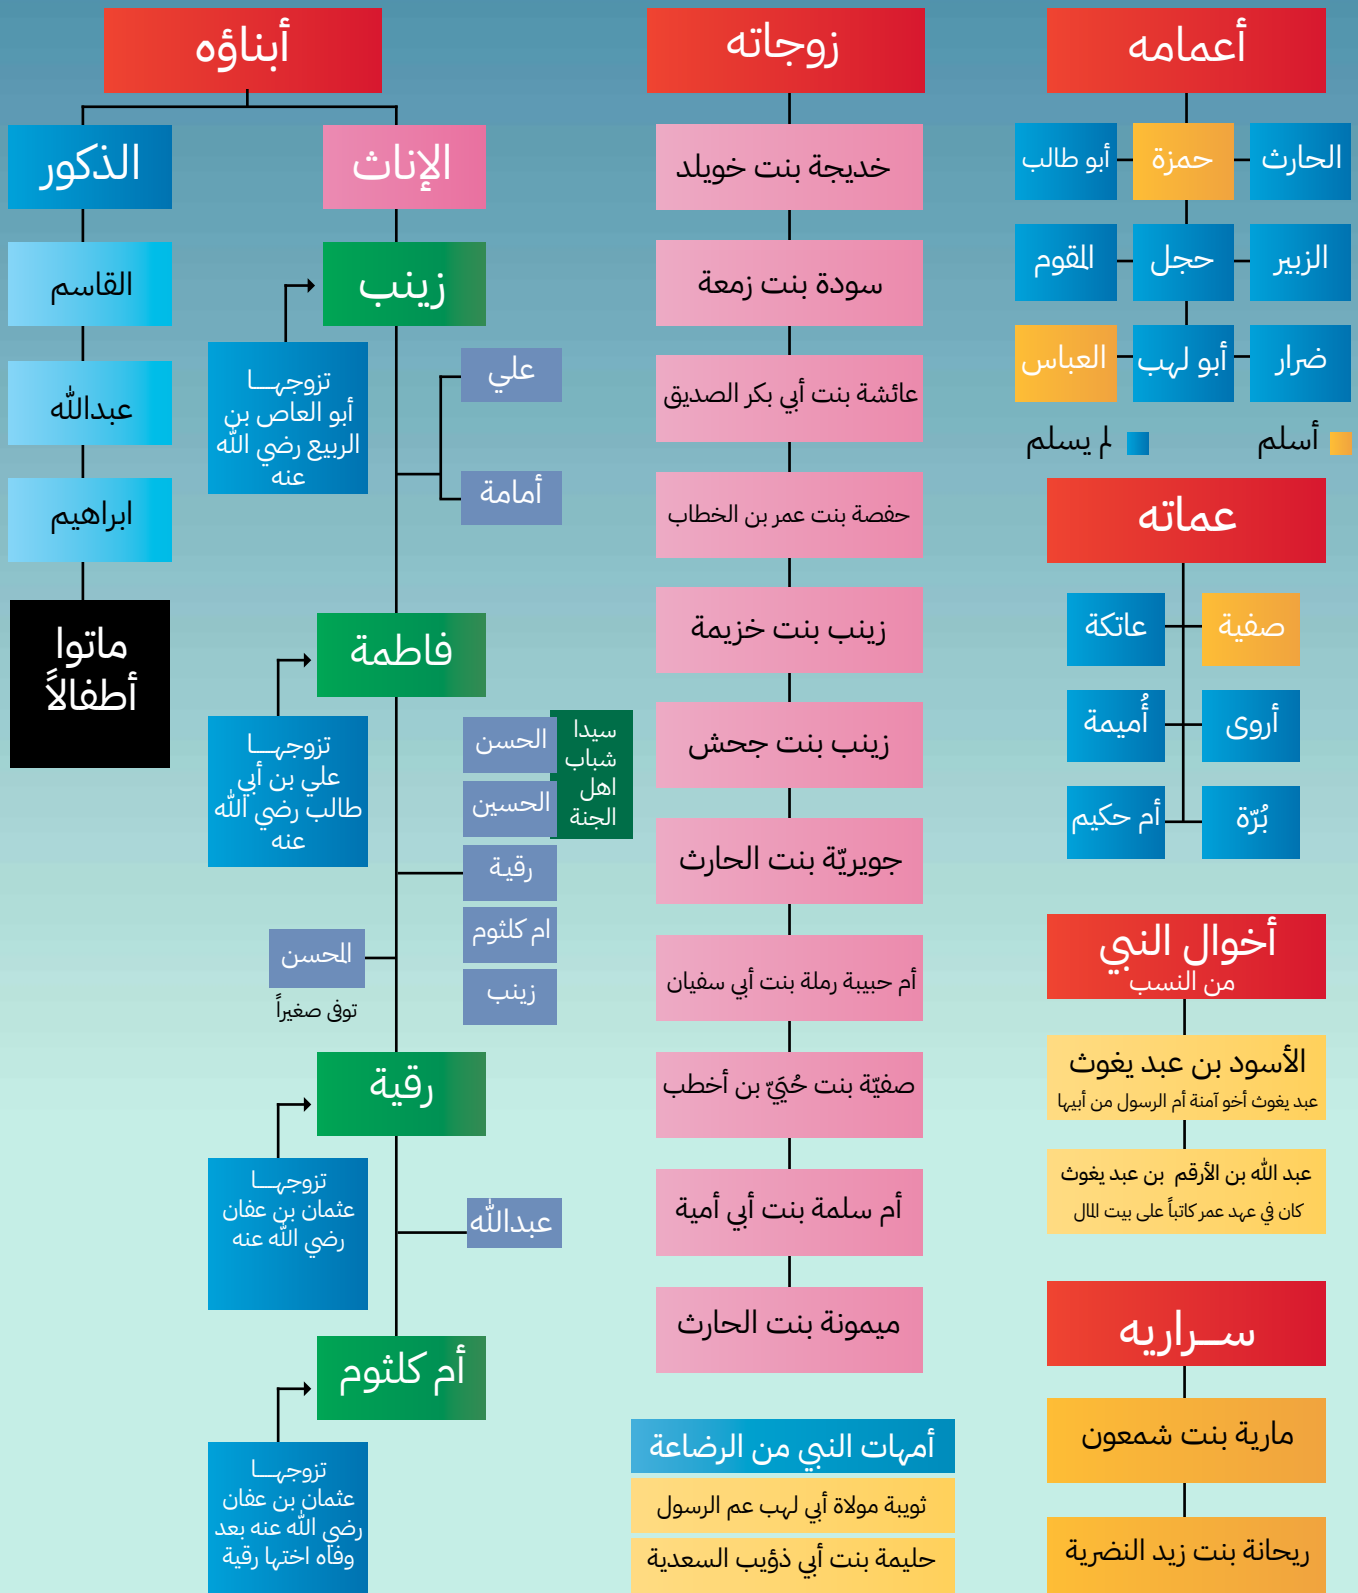 أعمامه
الحارث
حمزة
أبو طالب
الزبير
حجل
المقوم
ضرار
أبو لهب
العباس
أسلم
لم يسلم
عماته
صفية
عاتكة
أروى
أُميمة
بُرّة
أم حكيم
أخوال النبي
من النسب
الأسود بن عبد يغوث
عبد يغوث أخو آمنة أم الرسول من أبيها
عبد الله بن الأرقم بن عبد يغوث
كان في عهد عمر كاتباً على بيت المال
ســراريه
مارية بنت شمعون
ريحانة بنت زيد النضرية
زوجاته
خديجة بنت خويلد
سودة بنت زمعة
عائشة بنت أبي بكر الصديق
حفصة بنت عمر بن الخطاب
زينب بنت خزيمة
زينب بنت جحش
جويريّة بنت الحارث
أم حبيبة رملة بنت أبي سفيان
صفيّة بنت حُيَيّ بن أخطب
أم سلمة بنت أبي أمية
ميمونة بنت الحارث
أمهات النبي من الرضاعة
ثويبة مولاة أبي لهب عم الرسول
حليمة بنت أبي ذؤيب السعدية
أبناؤه
الإناث
زينب
تزوجهــا
أبو العاص بن
الربيع رضي الله
عنه
علي
أمامة
فاطمة
تزوجهــا
علي بن أبي
طالب رضي الله
عنه
الحسن
الحسين
سيدا
شباب
اهل
الجنة
رقية
ام كلثوم
زينب
المحسن
توفى صغيراً
رقية
تزوجهــا
عثمان بن عفان
رضي الله عنه
عبدالله
أم كلثوم
تزوجهــا
عثمان بن عفان
رضي الله عنه بعد
وفاه اختها رقية
الذكور
القاسم
عبدالله
ابراهيم
ماتوا
أطفالاً